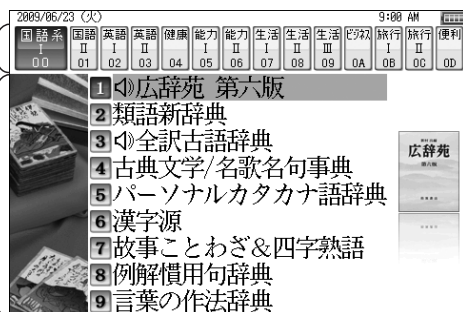 2009/06/23 (火) 9:00 AM
国語系 I 00
国語 II 01
英語 I 02
英語 II 03
健康 04
能力 I 05
能力 II 06
生活 I 07
生活 II 08
生活 III 09
ビジネス 0A
旅行 I 0B
旅行 II 0C
便利 0D
1 広辞苑 第六版
2 類語新辞典
3 全訳古語辞典
4 古典文学/名歌名句事典
5 パーソナルカタカナ語辞典
6 漢字源
7 故事ことわざ&四字熟語
8 例解慣用句辞典
9 言葉の作法辞典
広辞苑
第六版